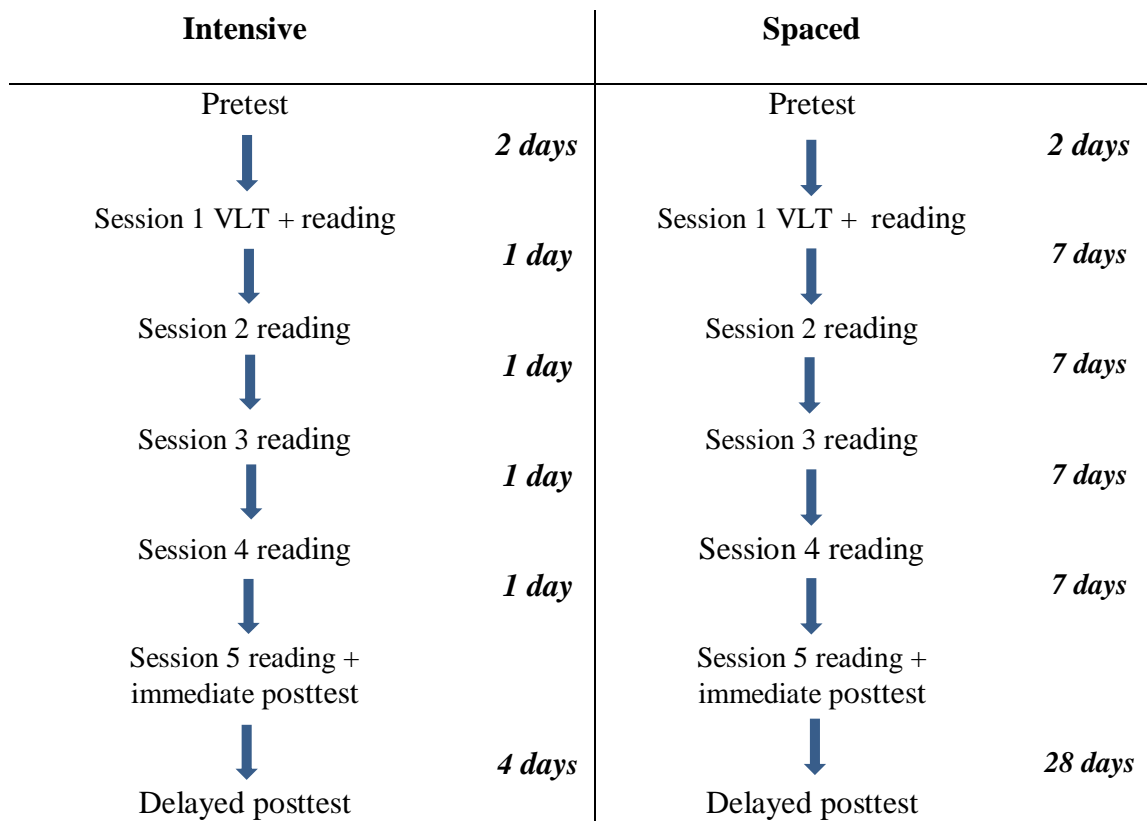 Intensive
Spaced
Pretest
Pretest
2 days
2 days
Session 1 VLT + reading
Session 1 VLT + reading
1 day
7 days
Session 2 reading
Session 2 reading
1 day
7 days
Session 3 reading
Session 3 reading
1 day
7 days
Session 4 reading
Session 4 reading
1 day
7 days
Session 5 reading +
immediate posttest
Session 5 reading +
immediate posttest
4 days
28 days
Delayed posttest
Delayed posttest